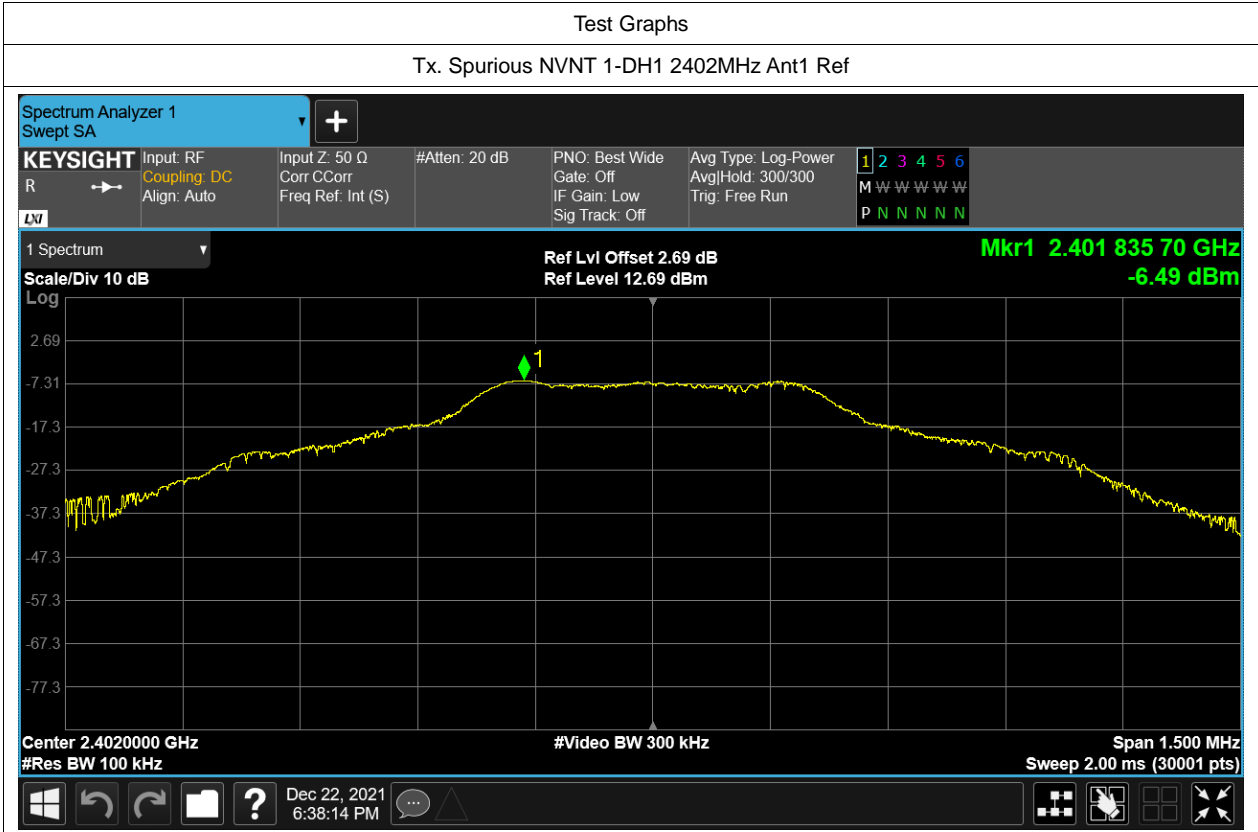 Test Graphs
Tx. Spurious NVNT 1-DH1 2402MHz Ant1 Ref
Spectrum Analyzer 1
Swept SA
+
KEYSIGHT
R
LXI
Input: RF
Coupling: DC
Align: Auto
Input Z: 50 Ω
Corr CCorr
Freq Ref: Int (S)
#Atten: 20 dB
PNO: Best Wide
Gate: Off
IF Gain: Low
Sig Track: Off
Avg Type: Log-Power
Avg|Hold: 300/300
Trig: Free Run
1 2 3 4 5 6
M W W W W W
P N N N N N
1 Spectrum
Scale/Div 10 dB
Ref Lvl Offset 2.69 dB
Ref Level 12.69 dBm
Mkr1 2.401 835 70 GHz
-6.49 dBm
Log
2.69
-7.31
-17.3
-27.3
-37.3
-47.3
-57.3
-67.3
-77.3
1
Center 2.4020000 GHz
#Res BW 100 kHz
#Video BW 300 kHz
Span 1.500 MHz
Sweep 2.00 ms (30001 pts)
?
Dec 22, 2021
6:38:14 PM